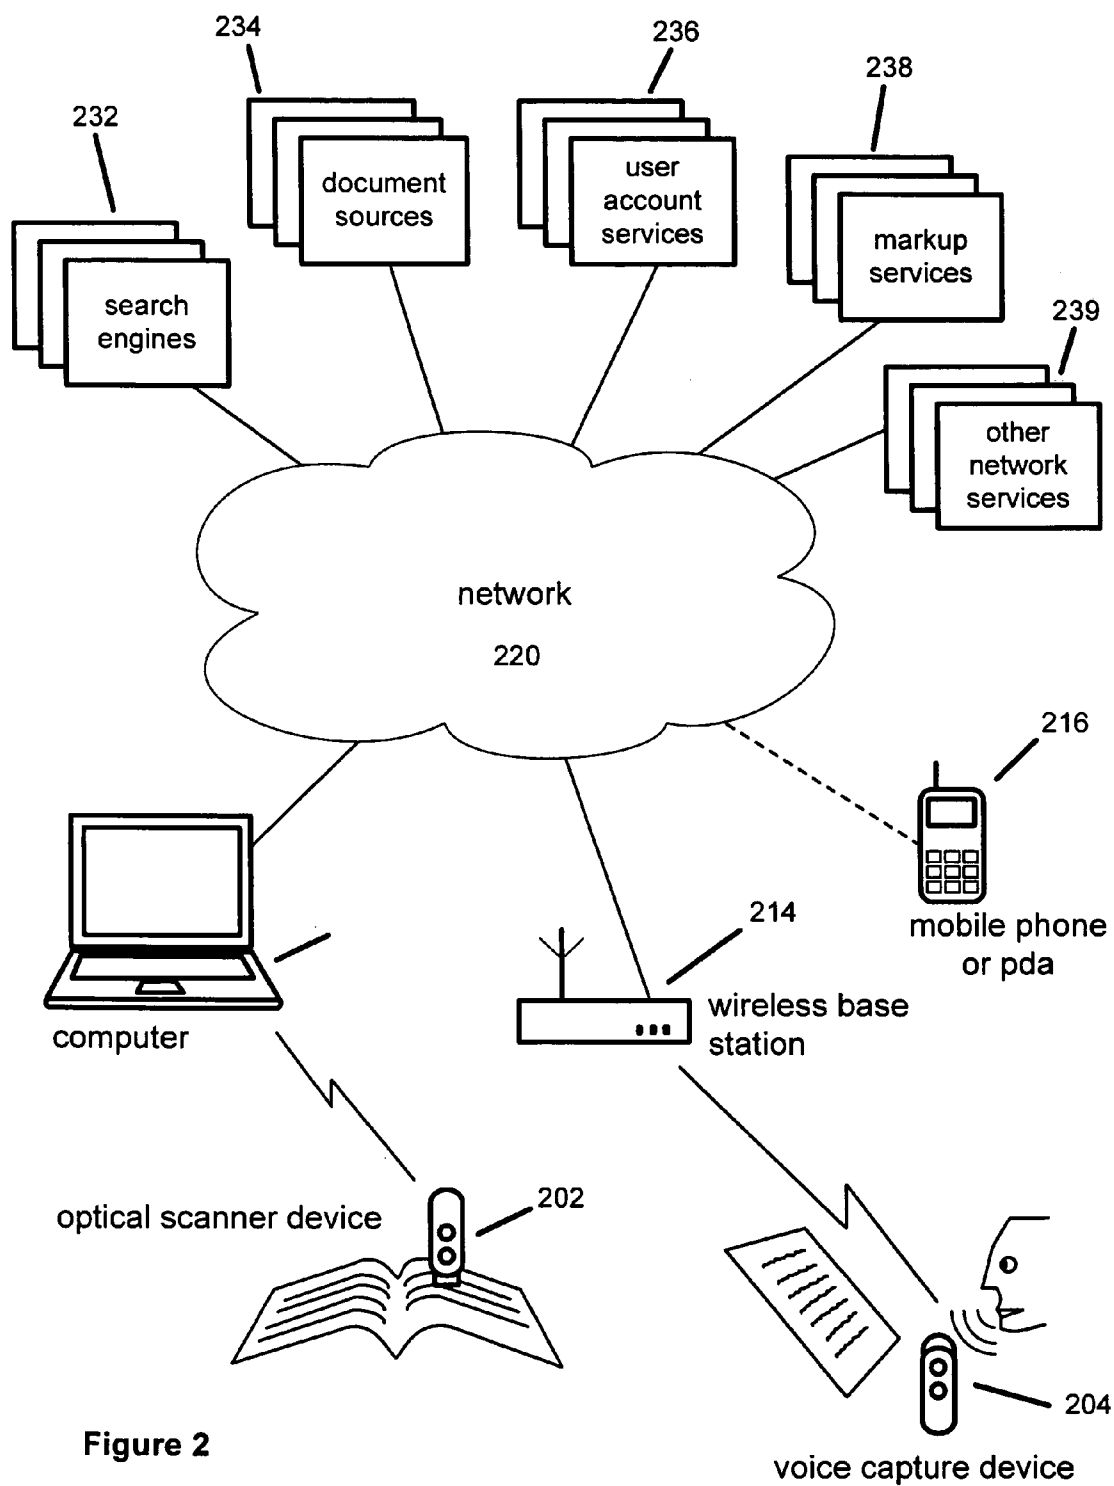 234
236
238
232
document
sources
user
account
services
markup
services
search
engines
239
other
network
services
network
220
216
mobile phone
or pda
214
wireless base
station
computer
optical scanner device
202
204
Figure 2
voice capture device